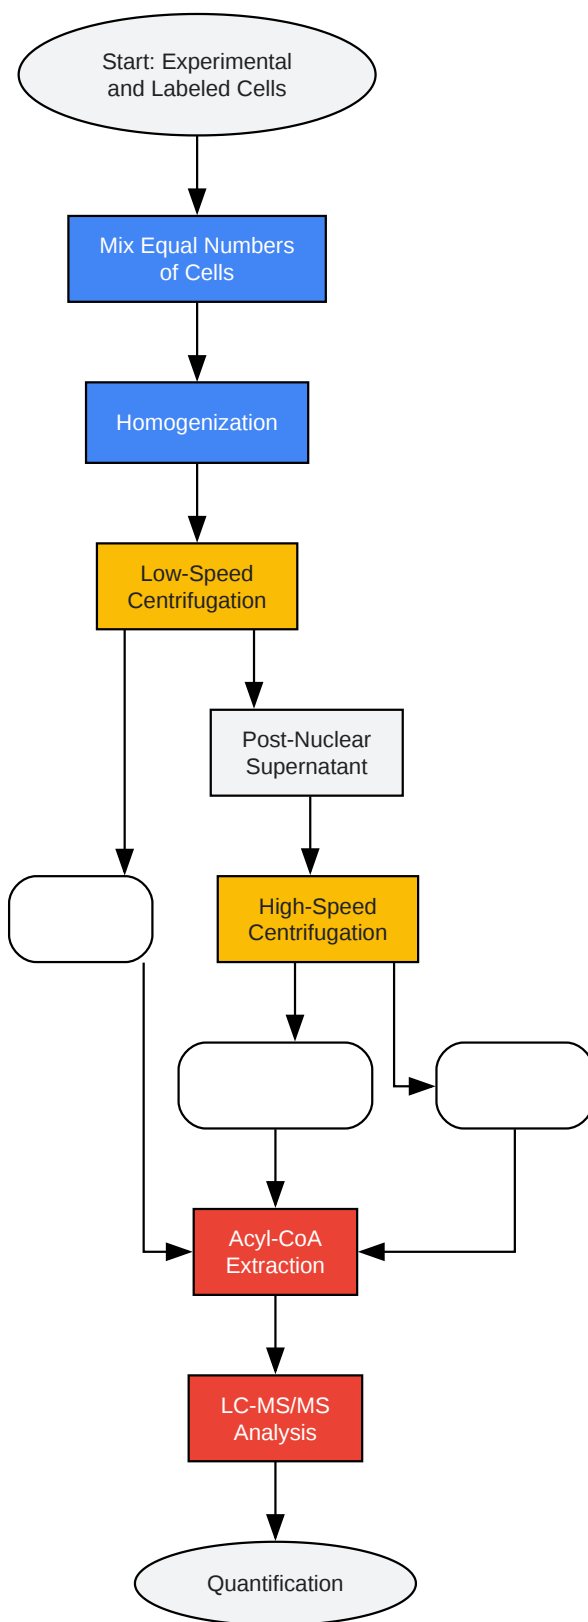 Start: Experimental
and Labeled Cells
Mix Equal Numbers
of Cells
Homogenization
Low-Speed
Centrifugation
Post-Nuclear
Supernatant
High-Speed
Centrifugation
Acyl-CoA
Extraction
LC-MS/MS
Analysis
Quantification